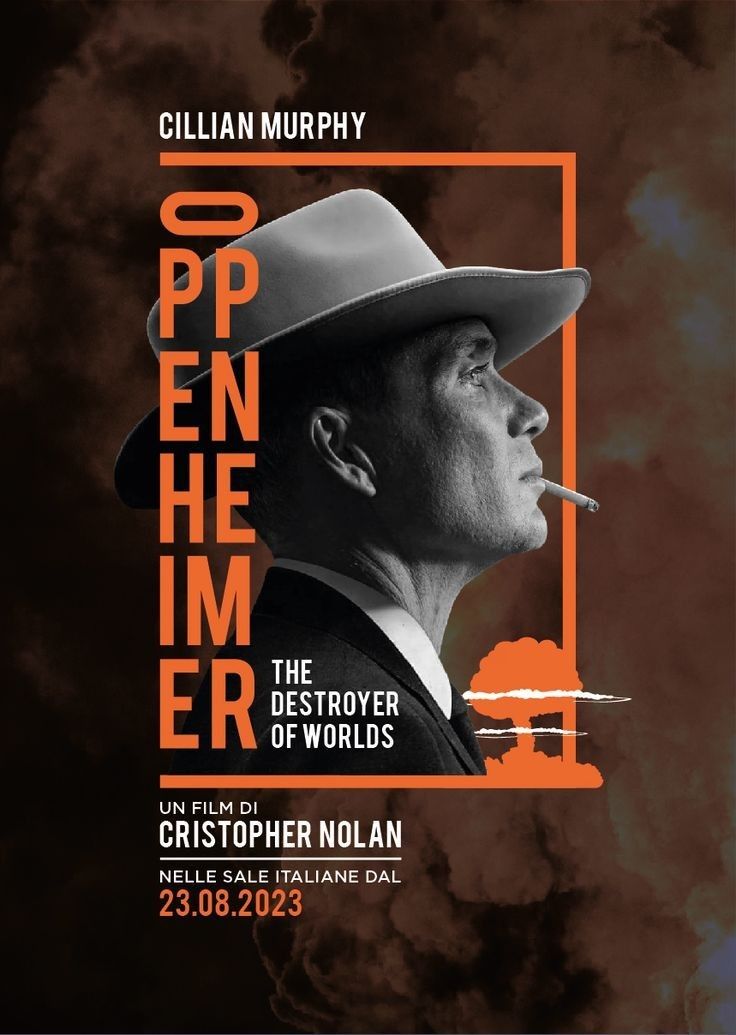 CILLIAN MURPHY
O
PP
EN
HE
IM
ER
THE
DESTROYER
OF WORLDS
UN FILM DI
CRISTOPHER NOLAN
NELLE SALE ITALIANE DAL
23.08.2023